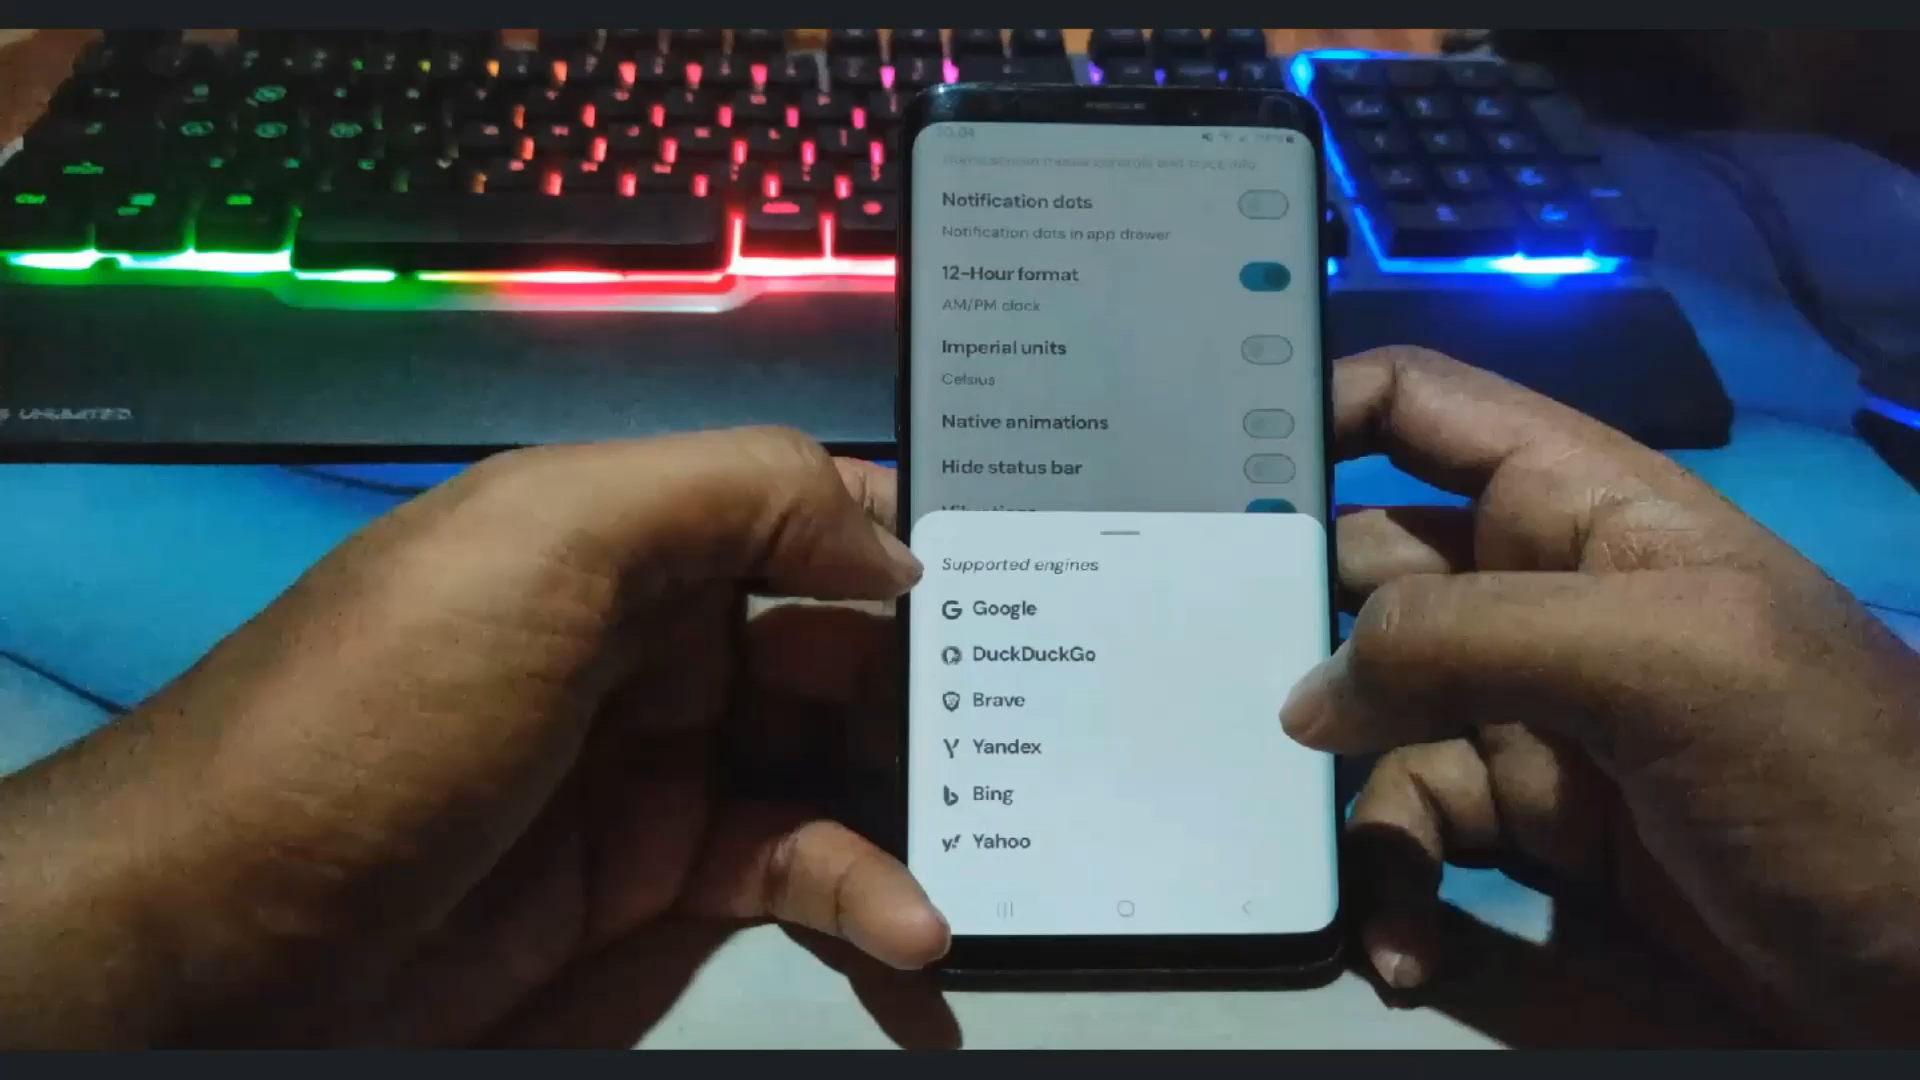 Notification dots
Notification dots in app drawer
12-Hour format
AM/PM clock
Imperial units
Celsius
Native animations
Hide status bar
Vibrations
Supported engines
Google
DuckDuckGo
Brave
Yandex
Bing
Yahoo